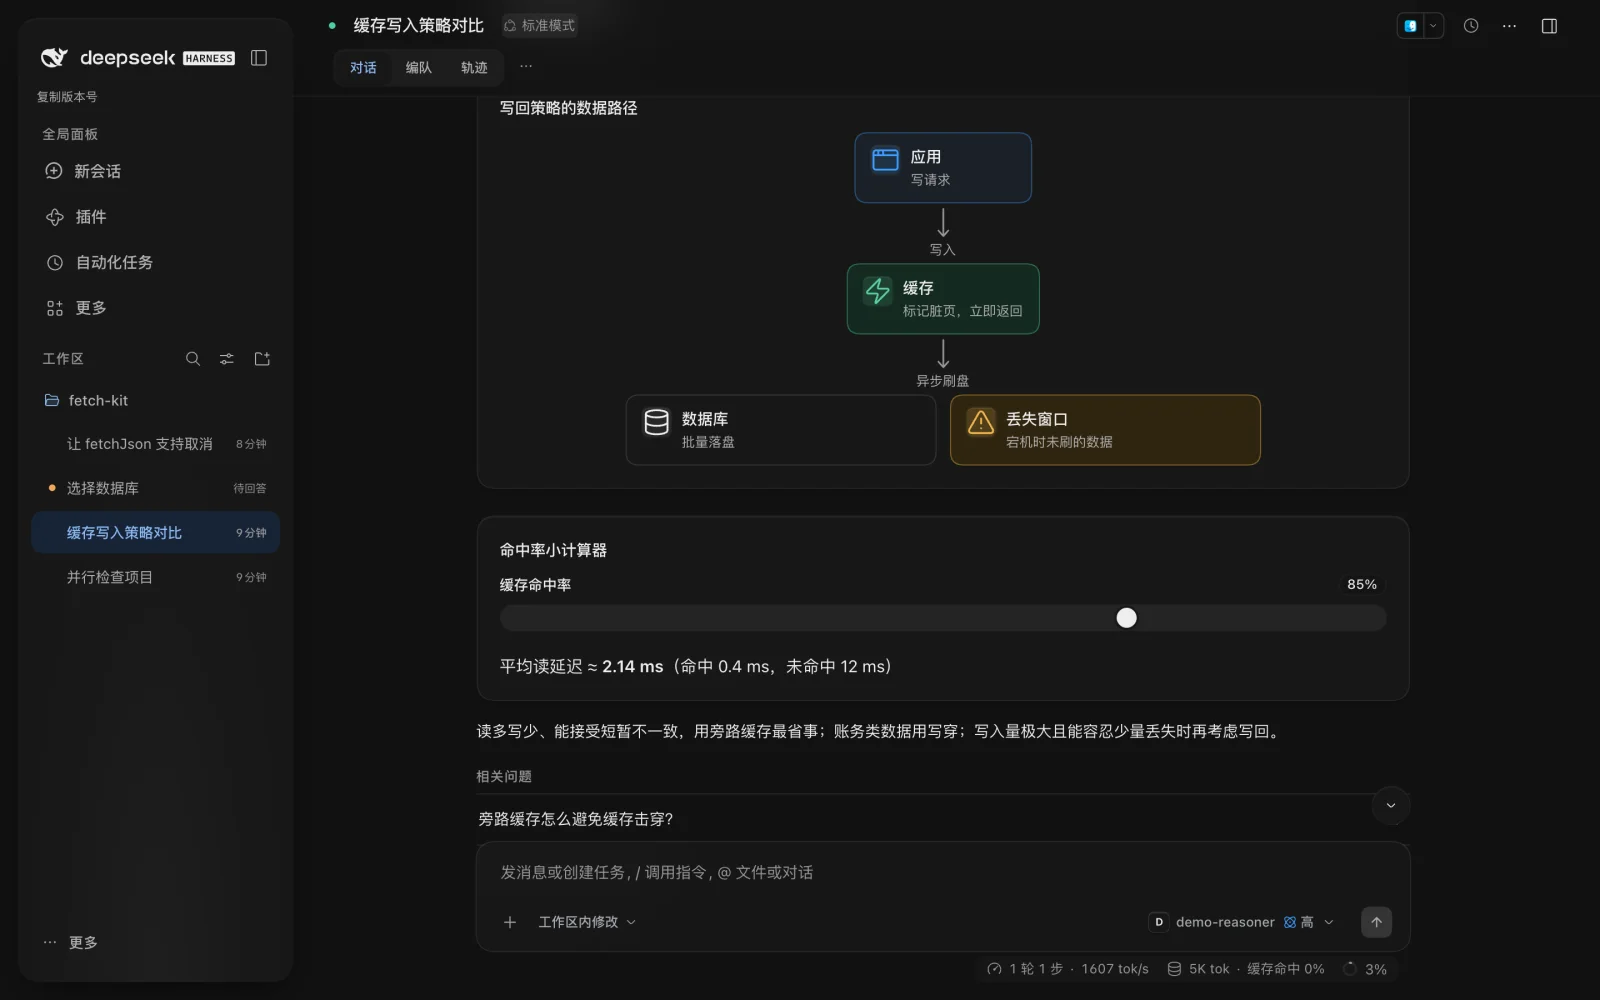 deepseek HARNESS
复制版本号
全局面板
新会话
插件
自动化任务
更多
工作区
fetch-kit
让 fetchJson 支持取消 8分钟
选择数据库 待回答
缓存写入策略对比 9分钟
并行检查项目 9分钟
更多
缓存写入策略对比 标准模式
对话 编队 轨迹
写回策略的数据路径
应用
写请求
写入
缓存
标记脏页，立即返回
异步刷盘
数据库
批量落盘
丢失窗口
宕机时未刷的数据
命中率小计算器
缓存命中率 85%
平均读延迟 ≈ 2.14 ms（命中 0.4 ms，未命中 12 ms）
读多写少、能接受短暂不一致，用旁路缓存最省事；账务类数据用写穿；写入量极大且能容忍少量丢失时再考虑写回。
相关问题
旁路缓存怎么避免缓存击穿？
发消息或创建任务, / 调用指令, @ 文件或对话
工作区内修改
D demo-reasoner 高
1 轮 1 步 · 1607 tok/s 5K tok · 缓存命中 0% 3%